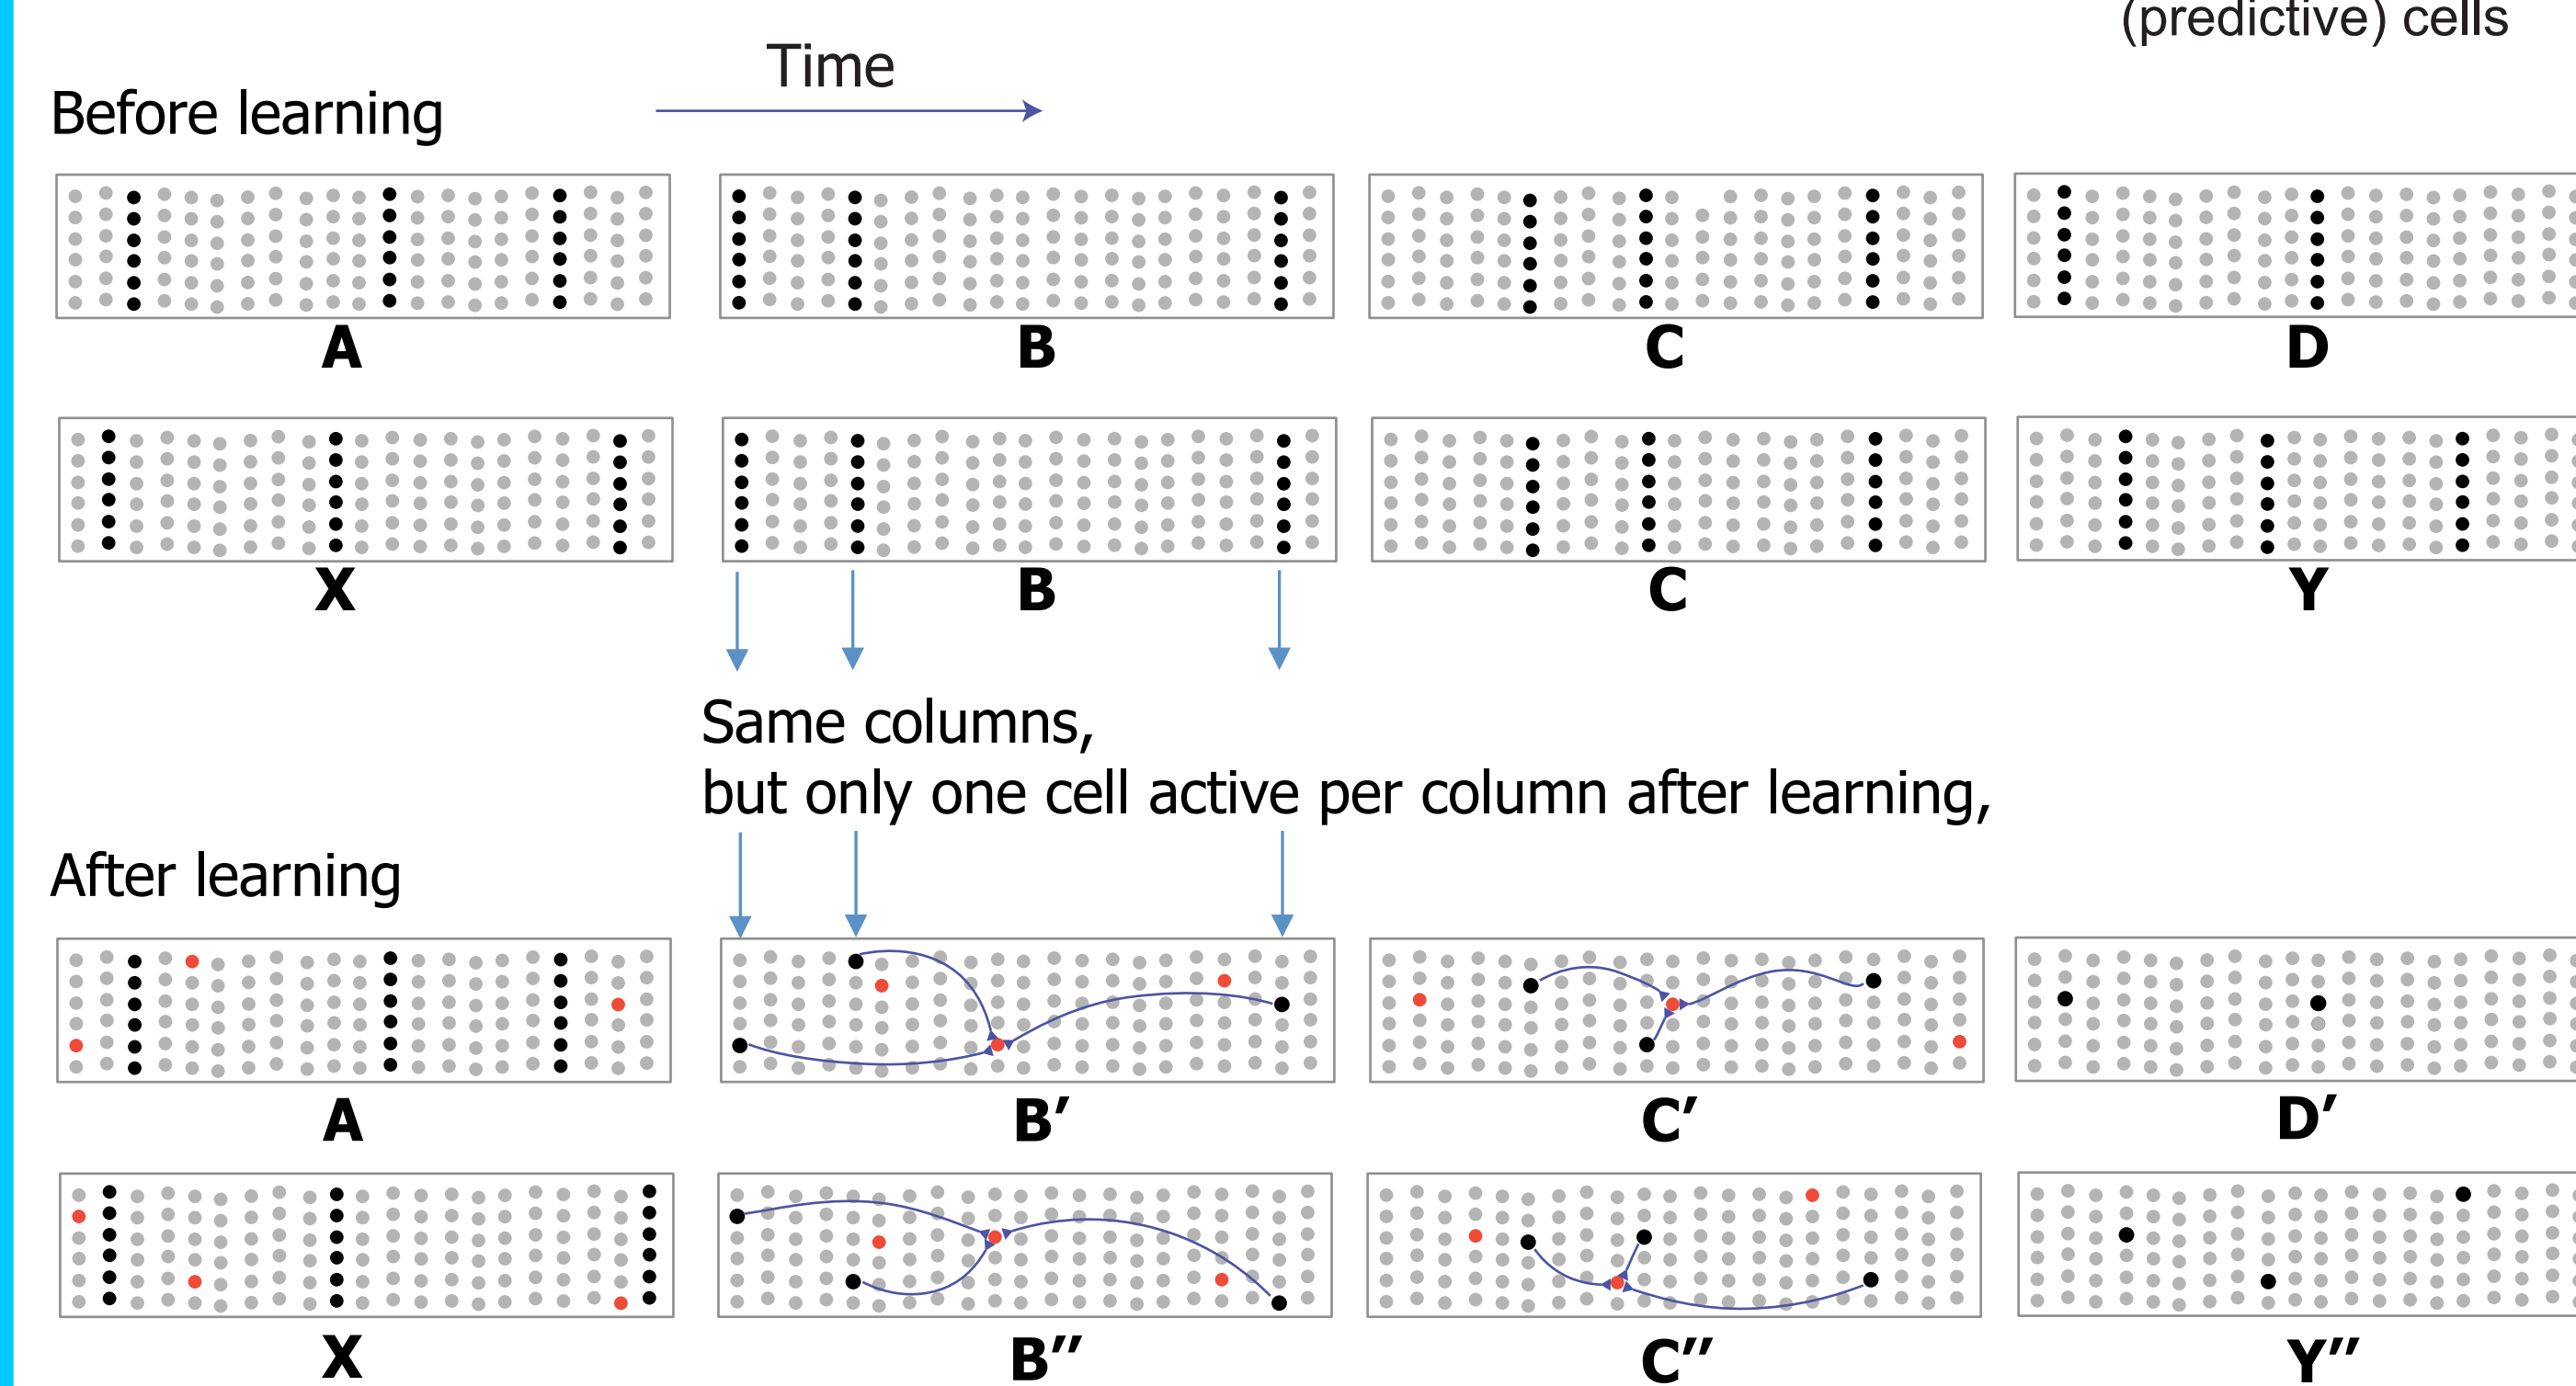 (predictive) cells
Time
Before learning
A B C D
X B C Y
Same columns,
but only one cell active per column after learning,
After learning
A B′ C′ D′
X B″ C″ Y″